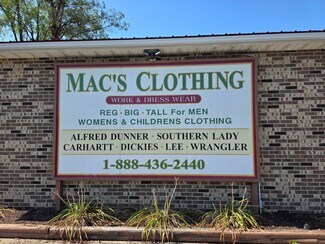 MAC'S CLOTHING
WORK & DRESS WEAR
REG · BIG · TALL For MEN
WOMENS & CHILDRENS CLOTHING
ALFRED DUNNER · SOUTHERN LADY
CARHARTT · DICKIES · LEE · WRANGLER
1-888-436-2440